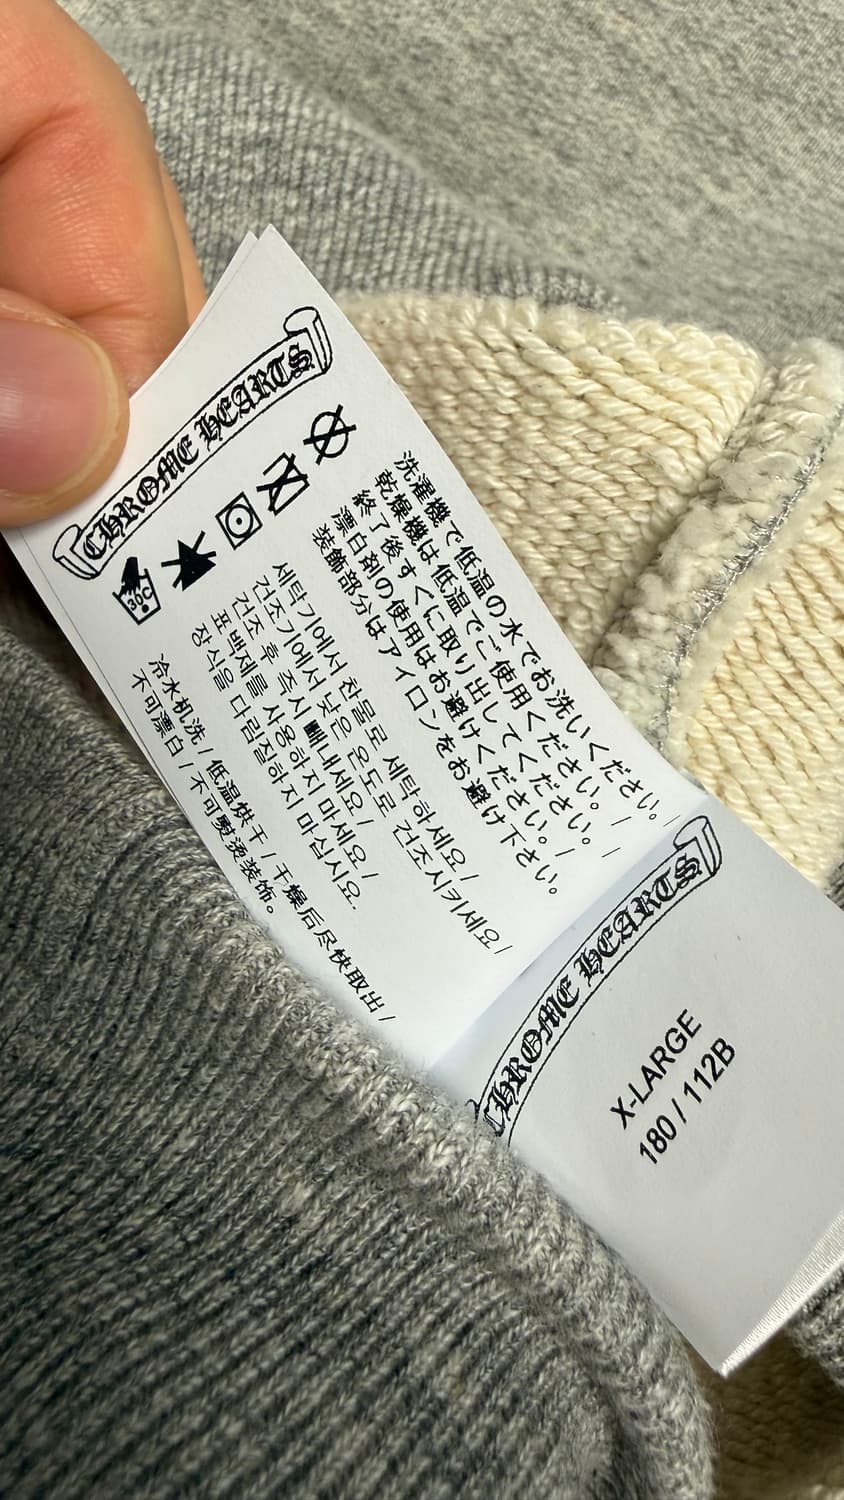 CHROME HEARTS
30C
洗濯機で低温の水でお洗いください。/
乾燥機は低温でご使用ください。/
終了後すぐに取り出してください。/
漂白剤の使用はお避けください。/
装飾部分はアイロンをお避け下さい。
세탁기에서 찬물로 세탁하세요/
건조기에서 낮은 온도로 건조시키세요/
건조 후 즉시 빼내세요/
표백제를 사용하지 마세요/
장식을 다림질하지 마십시요.
冷水机洗/低温烘干/干燥后尽快取出/
不可漂白/不可熨烫装饰。
CHROME HEARTS
X-LARGE
180 / 112B